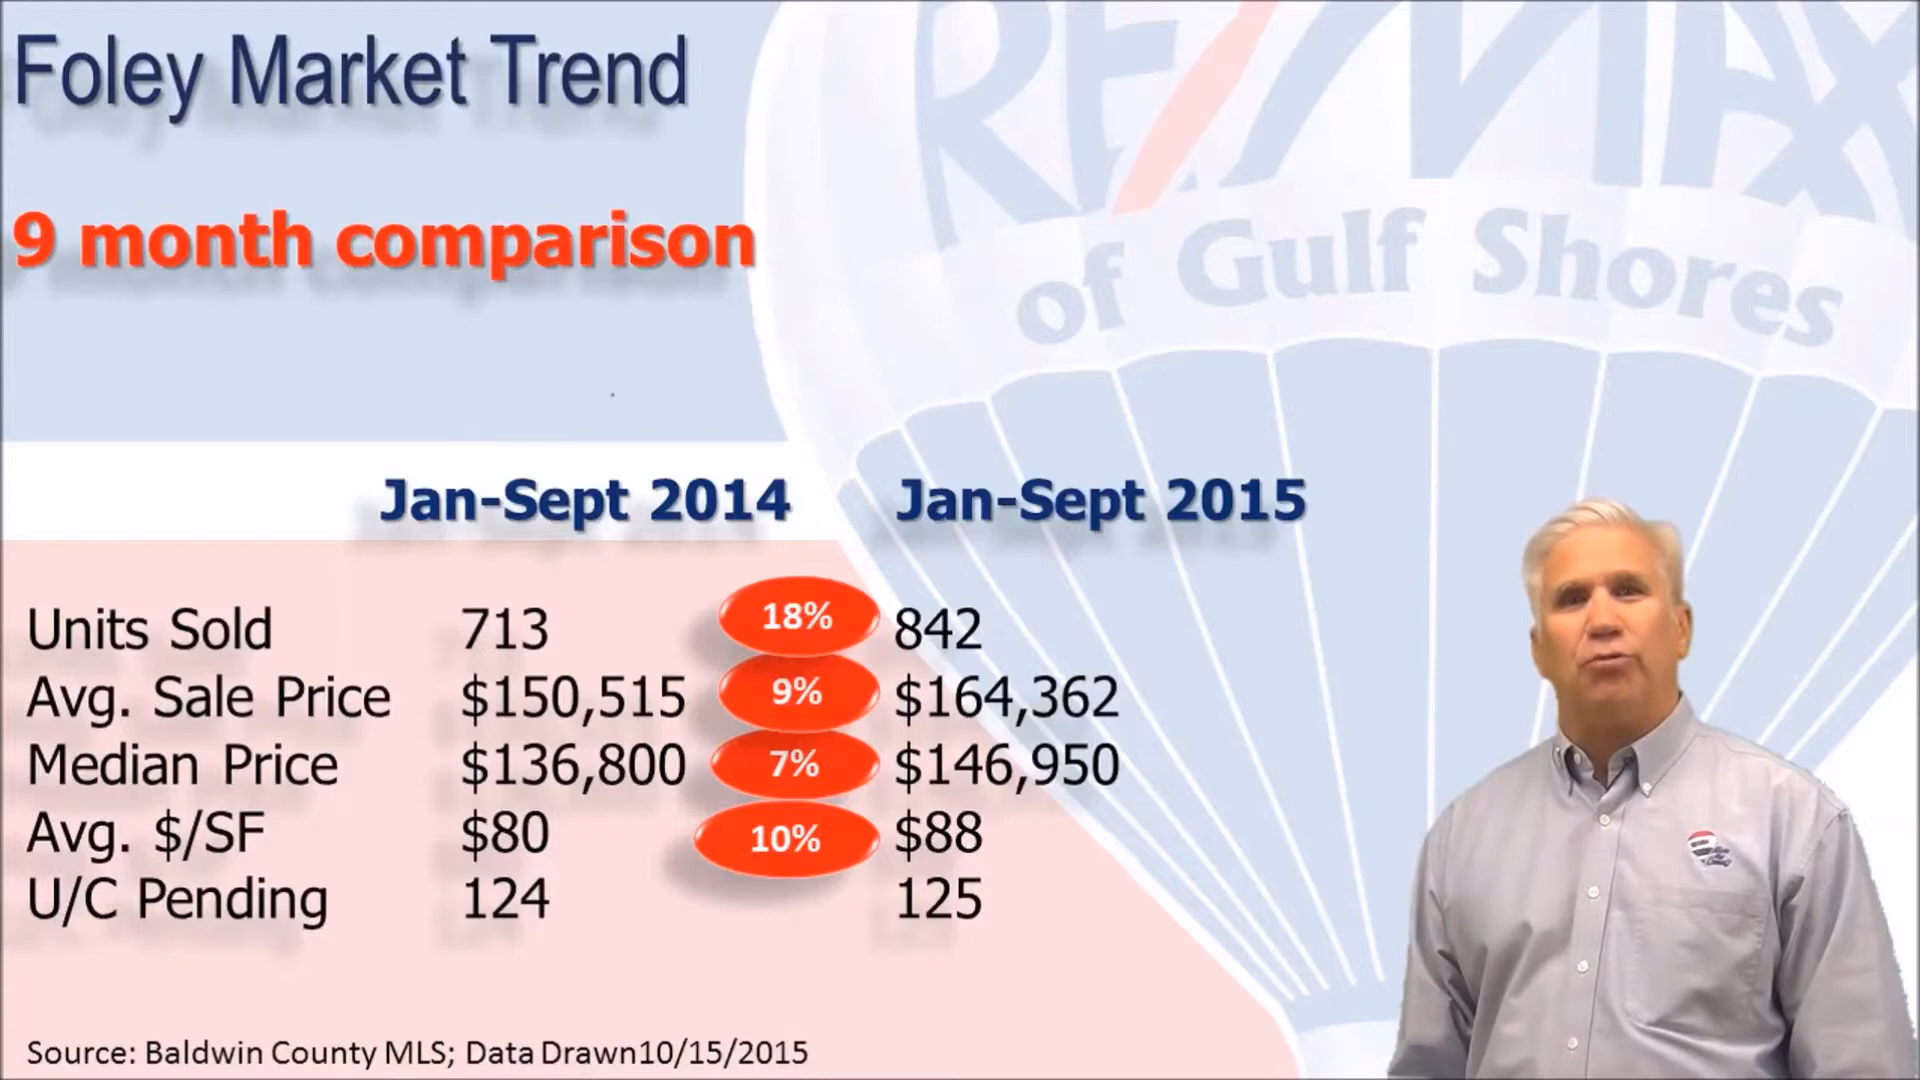 Foley Market Trend
RE/MAX
of Gulf Shores
9 month comparison
Jan-Sept 2014 Jan-Sept 2015
Units Sold 713 18% 842
Avg. Sale Price $150,515 9% $164,362
Median Price $136,800 7% $146,950
Avg. $/SF $80 10% $88
U/C Pending 124 125
Source: Baldwin County MLS; Data Drawn10/15/2015